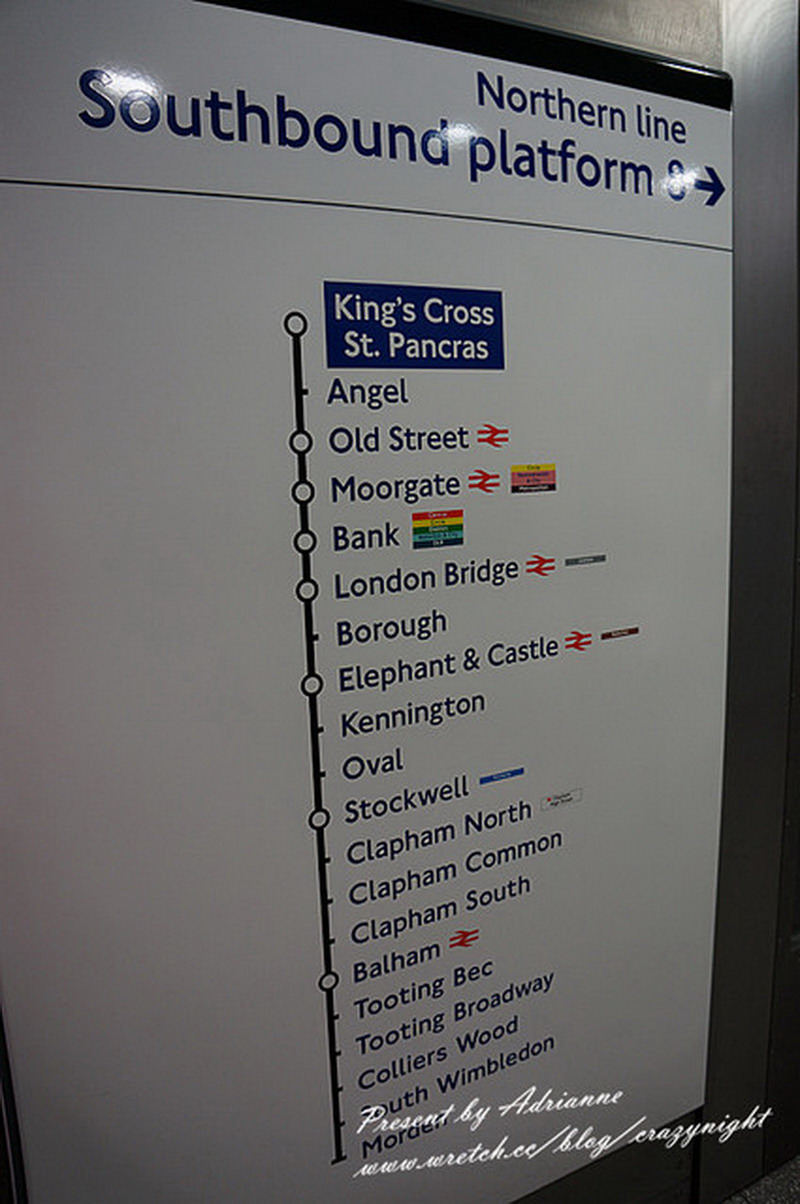 Northern line
Southbound platform 8
King's Cross
St. Pancras
Angel
Old Street
Moorgate
Bank
London Bridge
Borough
Elephant & Castle
Kennington
Oval
Stockwell
Clapham North
Clapham Common
Clapham South
Balham
Tooting Bec
Tooting Broadway
Colliers Wood
South Wimbledon
Morden
Present by Adrianne
www.wretch.cc/blog/crazynight